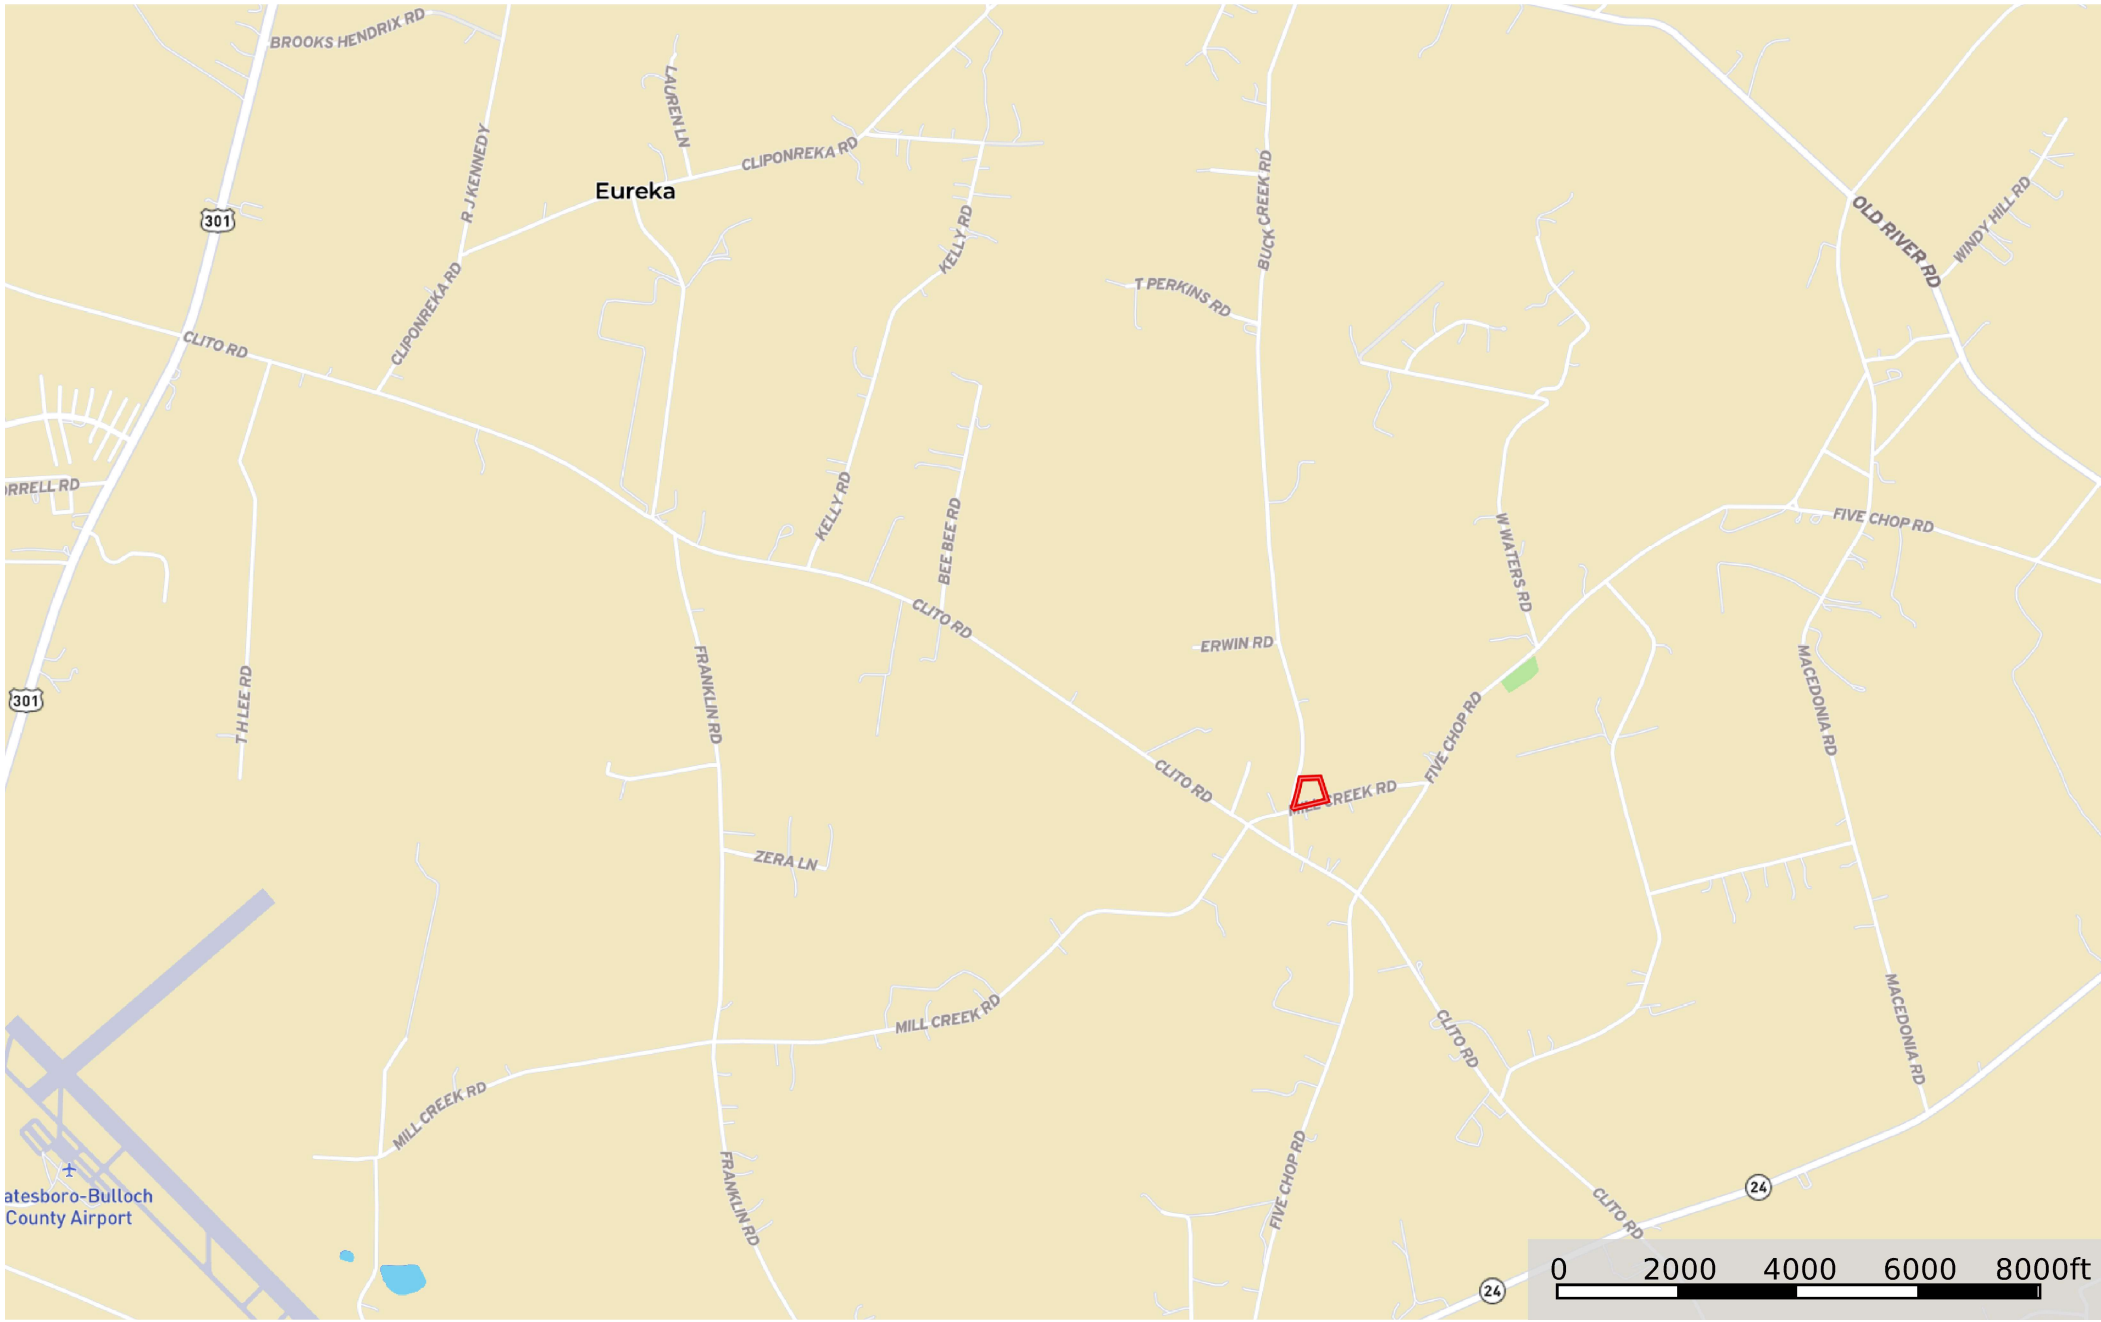 BROOKS HENDRIX RD
LAUREN LN
R J KENNEDY
CLIPONREKA RD
Eureka
301
BUCK CREEK RD
OLD RIVER RD
WINDY HILL RD
KELLY RD
T PERKINS RD
CLIPONREKA RD
CLITO RD
ORRELL RD
KELLY RD
BEE BEE RD
W WATERS RD
FIVE CHOP RD
CLITO RD
ERWIN RD
FRANKLIN RD
T H LEE RD
301
MACEDONIA RD
FIVE CHOP RD
CLITO RD
MILL CREEK RD
ZERA LN
MILL CREEK RD
CLITO RD
MACEDONIA RD
MILL CREEK RD
FRANKLIN RD
FIVE CHOP RD
atesboro-Bulloch
County Airport
24
CLITO RD
24
0 2000 4000 6000 8000ft